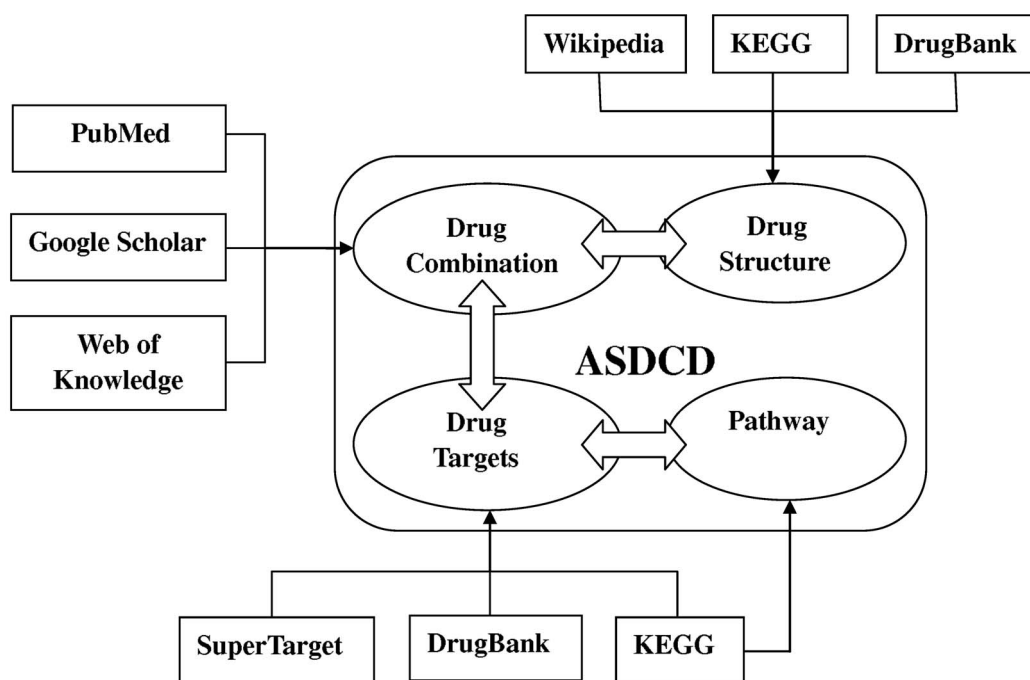 Wikipedia
KEGG
DrugBank
PubMed
Google Scholar
Web of
Knowledge
Drug
Combination
Drug
Structure
ASDCD
Drug
Targets
Pathway
SuperTarget
DrugBank
KEGG